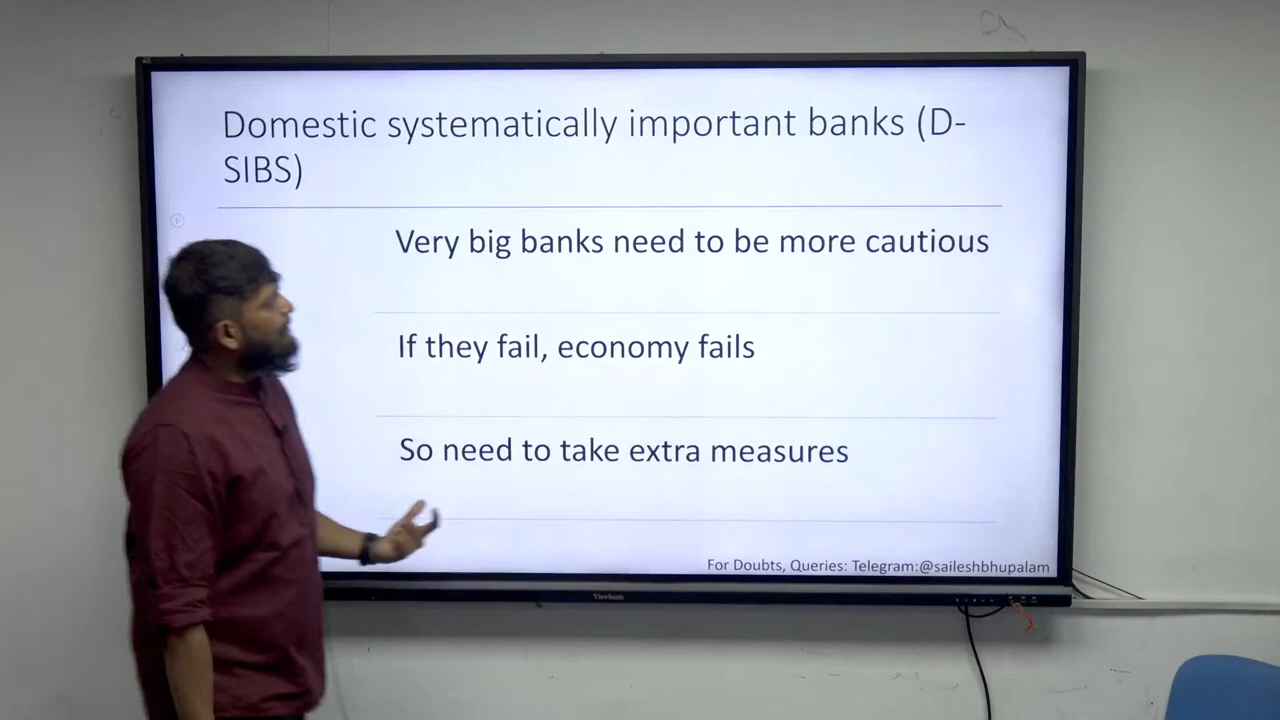 Domestic systematically important banks (D-
SIBS)
Very big banks need to be more cautious
If they fail, economy fails
So need to take extra measures
For Doubts, Queries: Telegram:@saileshbhupalam
ViewSonic